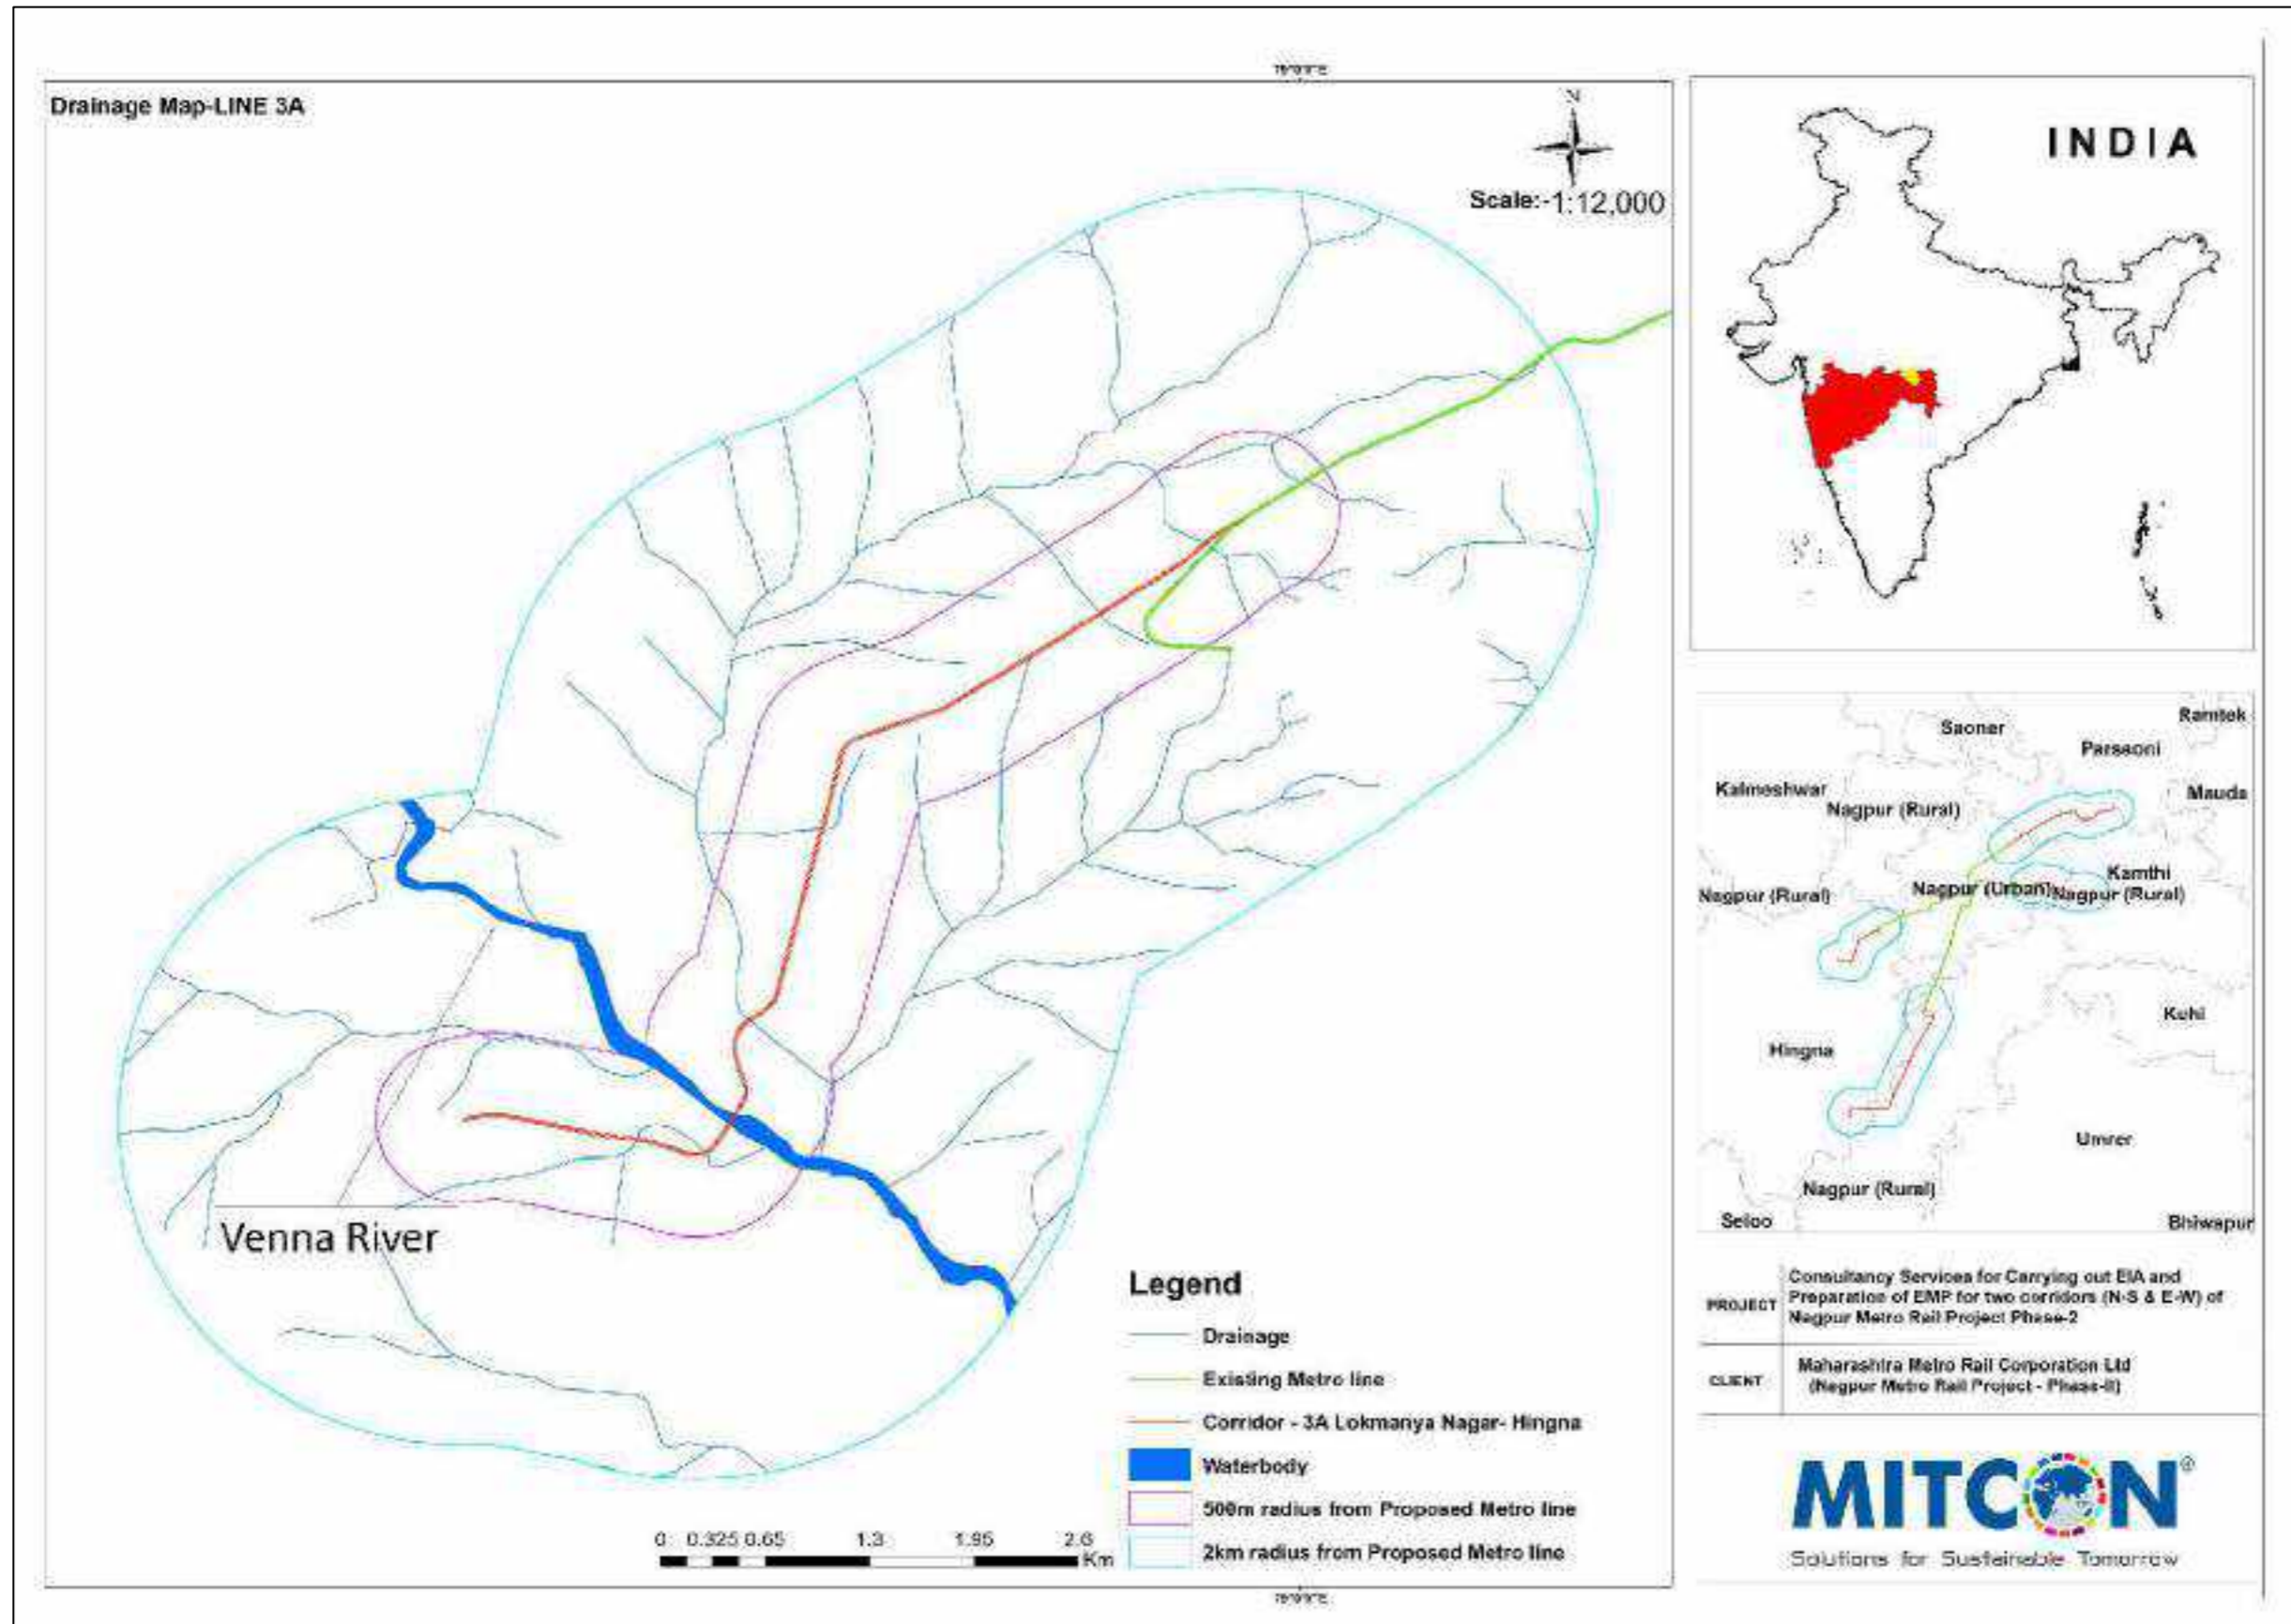 Drainage Map-LINE 3A
N
Scale:-1:12,000
INDIA
Venna River
Legend
Drainage
Existing Metro line
Corridor - 3A Lokmanya Nagar- Hingna
Waterbody
500m radius from Proposed Metro line
2km radius from Proposed Metro line
0 0.325 0.65 1.3 1.95 2.6
Km
Saoner
Ramtek
Parseoni
Kalmeshwar
Nagpur (Rural)
Mauda
Kamthi
Nagpur (Rural)
Nagpur (Urban)
Nagpur (Rural)
Kuhi
Hingna
Umrer
Nagpur (Rural)
Seloo
Bhiwapur
PROJECT
Consultancy Services for Carrying out EIA and
Preparation of EMP for two corridors (N-S & E-W) of
Nagpur Metro Rail Project Phase-2
CLIENT
Maharashtra Metro Rail Corporation Ltd
(Nagpur Metro Rail Project - Phase-II)
MITCON®
Solutions for Sustainable Tomorrow